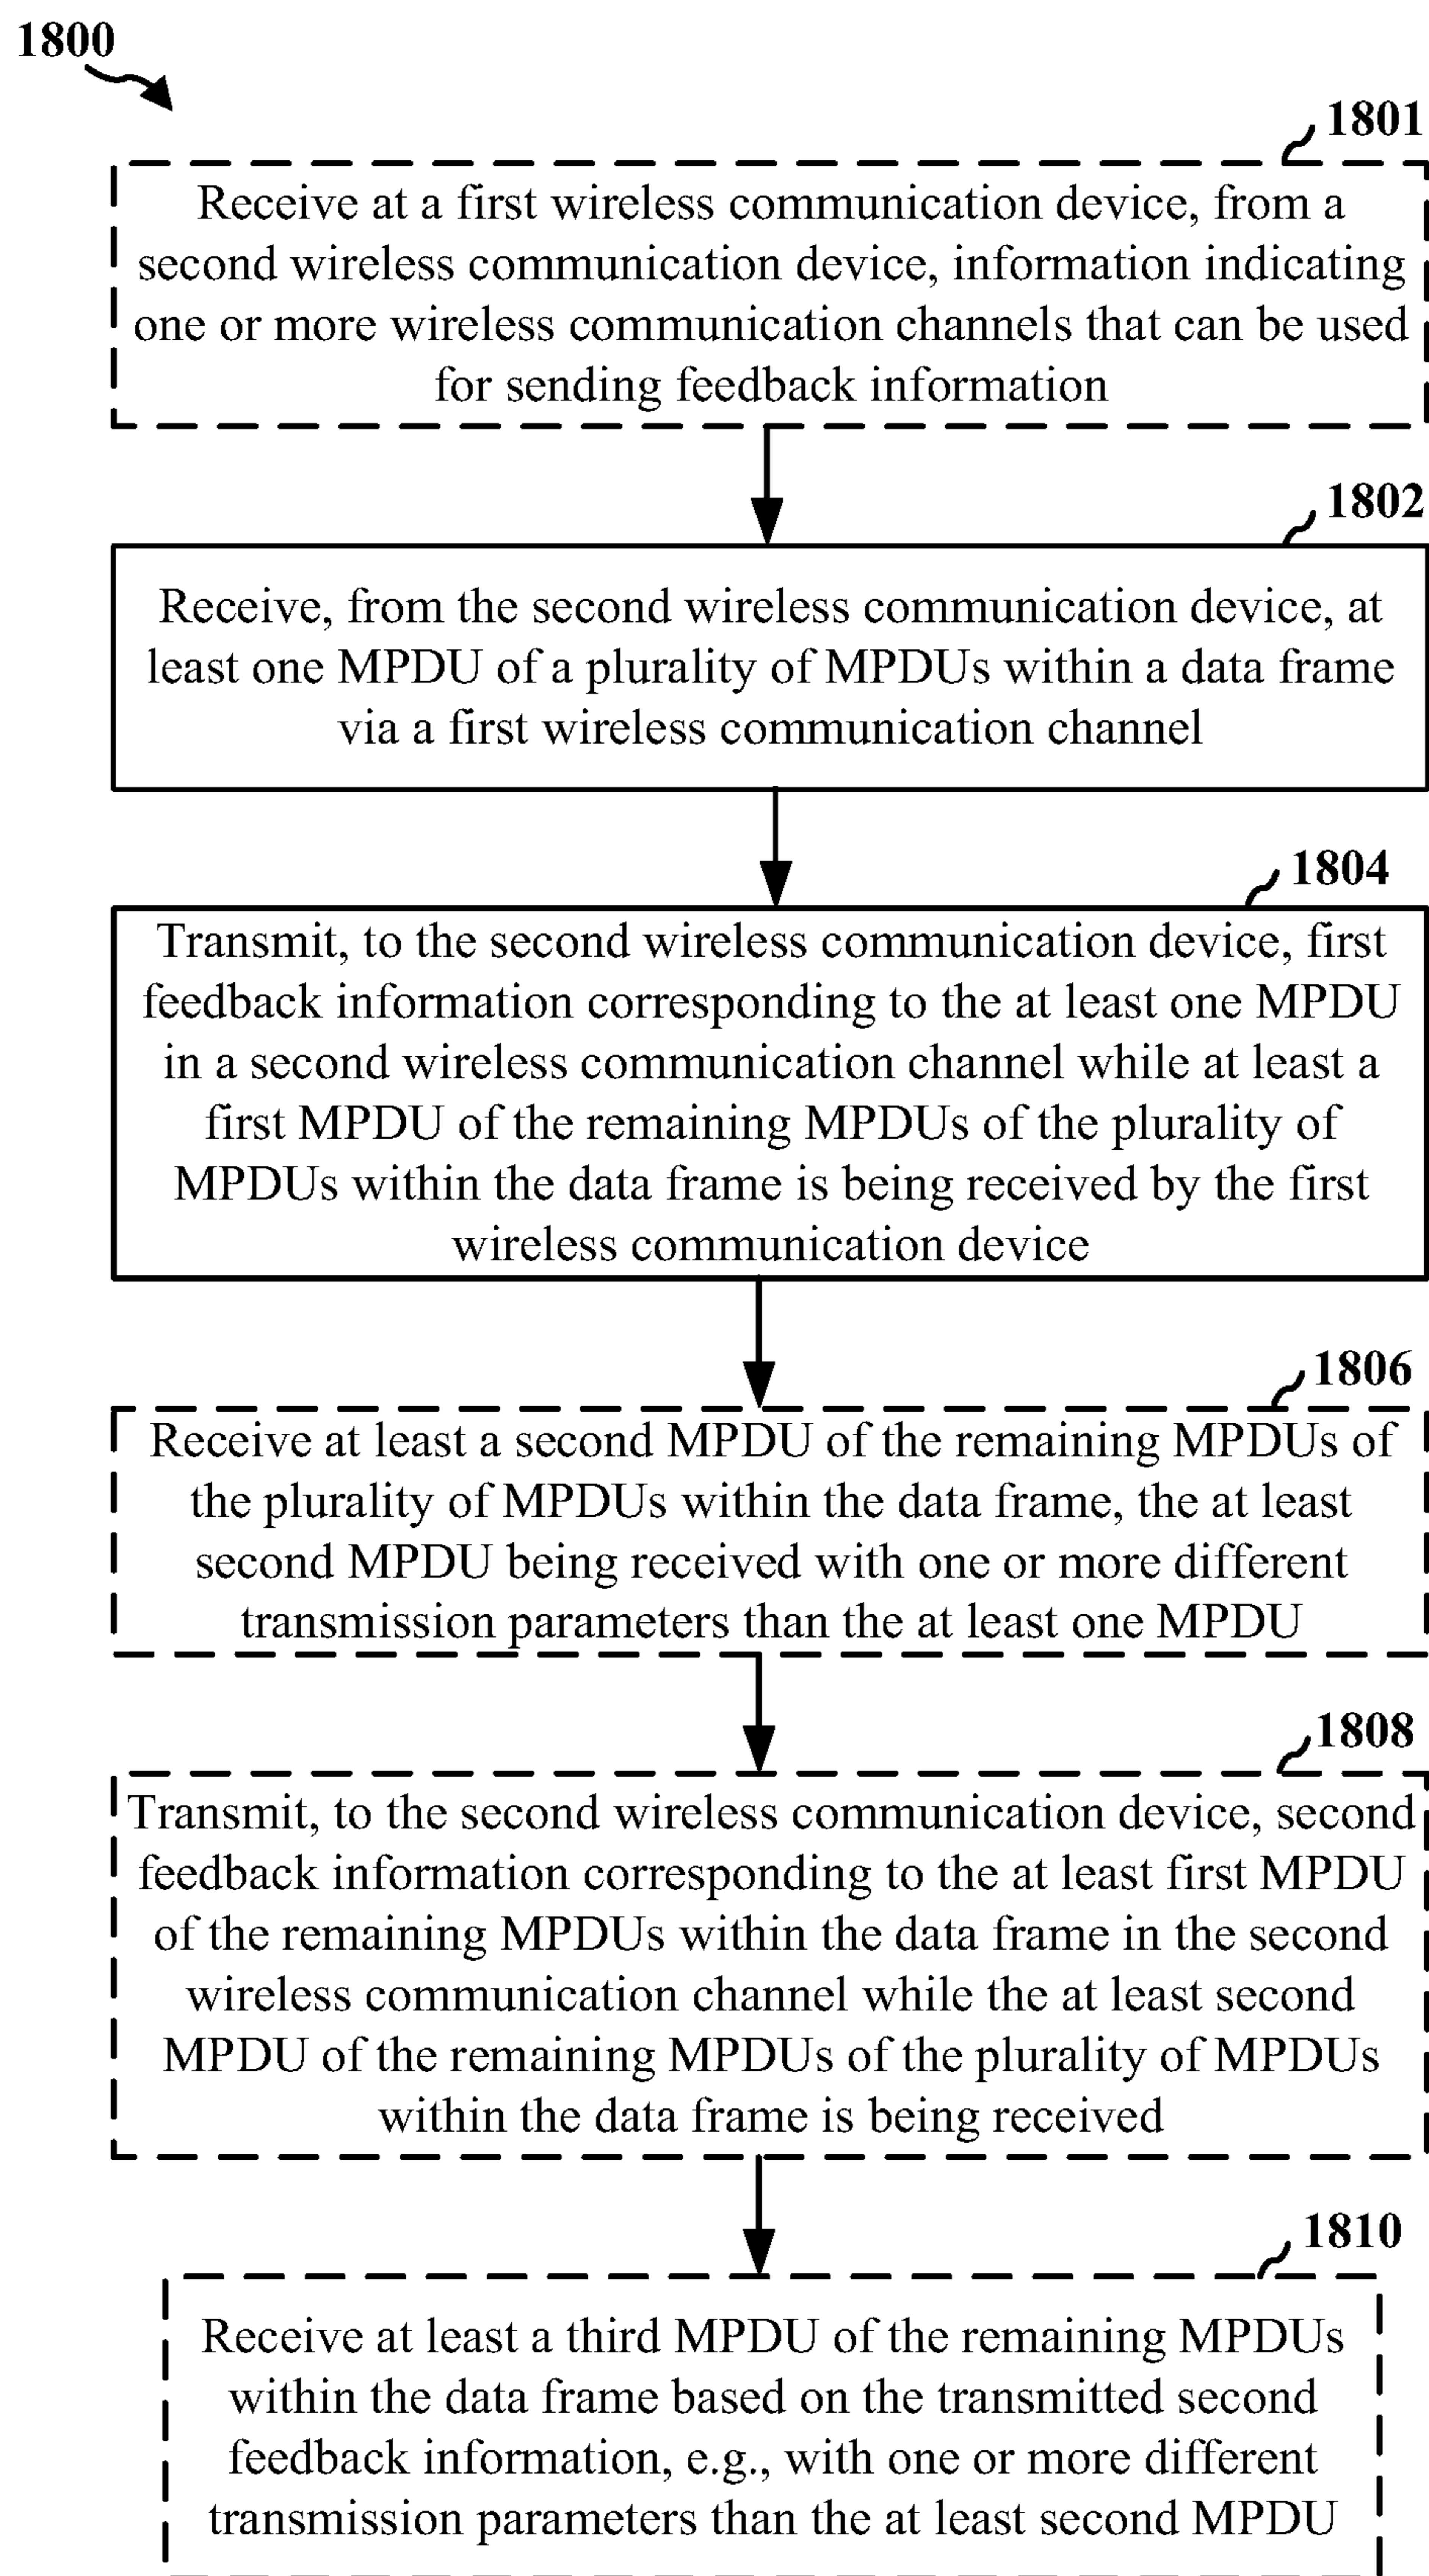 1800
1801
Receive at a first wireless communication device, from a
second wireless communication device, information indicating
one or more wireless communication channels that can be used
for sending feedback information
1802
Receive, from the second wireless communication device, at
least one MPDU of a plurality of MPDUs within a data frame
via a first wireless communication channel
1804
Transmit, to the second wireless communication device, first
feedback information corresponding to the at least one MPDU
in a second wireless communication channel while at least a
first MPDU of the remaining MPDUs of the plurality of
MPDUs within the data frame is being received by the first
wireless communication device
1806
Receive at least a second MPDU of the remaining MPDUs of
the plurality of MPDUs within the data frame, the at least
second MPDU being received with one or more different
transmission parameters than the at least one MPDU
1808
Transmit, to the second wireless communication device, second
feedback information corresponding to the at least first MPDU
of the remaining MPDUs within the data frame in the second
wireless communication channel while the at least second
MPDU of the remaining MPDUs of the plurality of MPDUs
within the data frame is being received
1810
Receive at least a third MPDU of the remaining MPDUs
within the data frame based on the transmitted second
feedback information, e.g., with one or more different
transmission parameters than the at least second MPDU